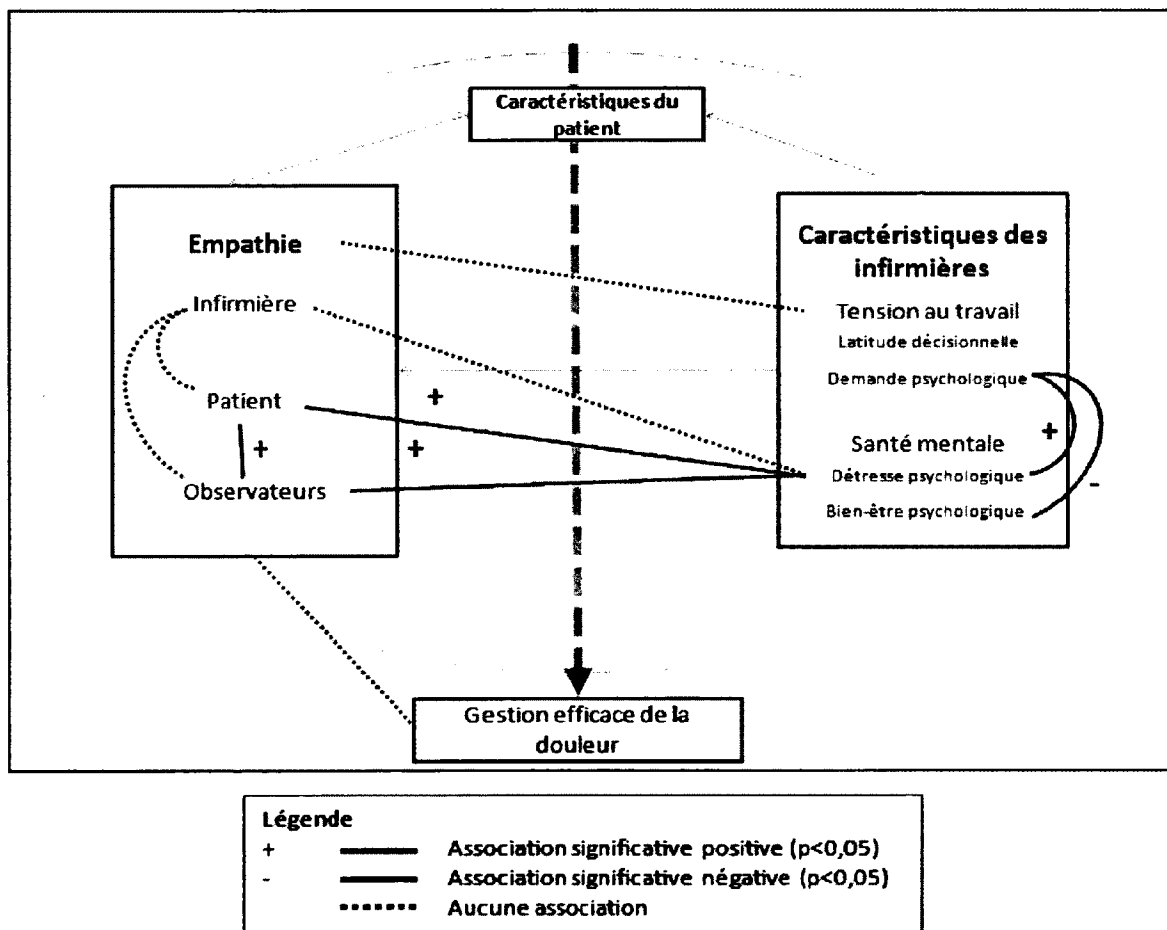 Caractéristiques du
patient
Empathie
Infirmière
Patient
+
Observateurs
+
+
Caractéristiques des
infirmières
Tension au travail
Latitude décisionnelle
Demande psychologique
+
Santé mentale
Détresse psychologique
-
Bien-être psychologique
Gestion efficace de la
douleur
Légende
+ Association significative positive (p<0,05)
- Association significative négative (p<0,05)
Aucune association